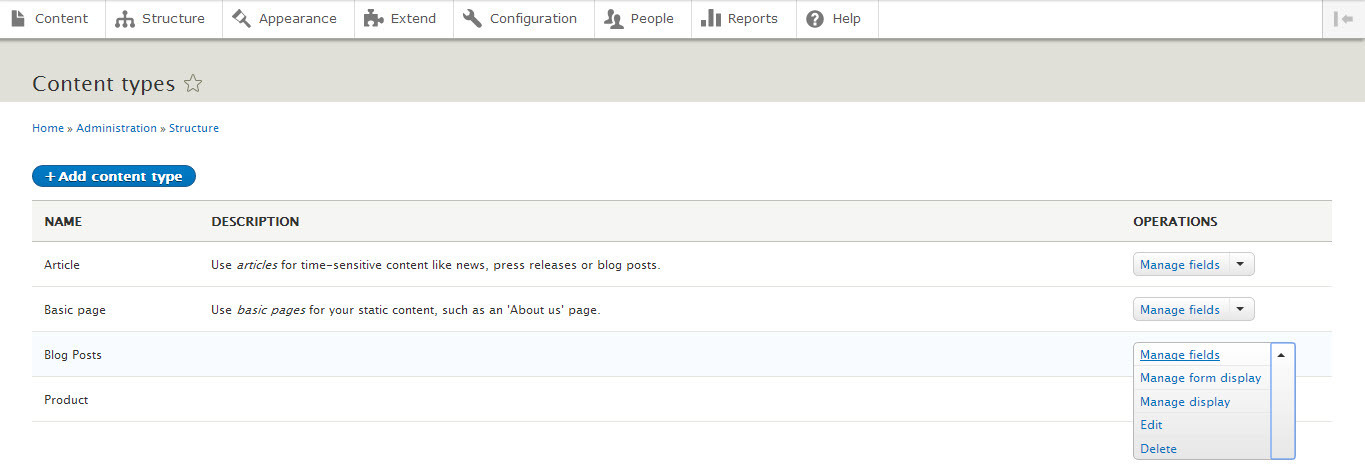 Content Structure Appearance Extend Configuration People Reports Help
Content types
Home » Administration » Structure
+ Add content type
NAME DESCRIPTION OPERATIONS
Article Use articles for time-sensitive content like news, press releases or blog posts. Manage fields
Basic page Use basic pages for your static content, such as an 'About us' page. Manage fields
Blog Posts Manage fields
Manage form display
Product Manage display
Edit
Delete